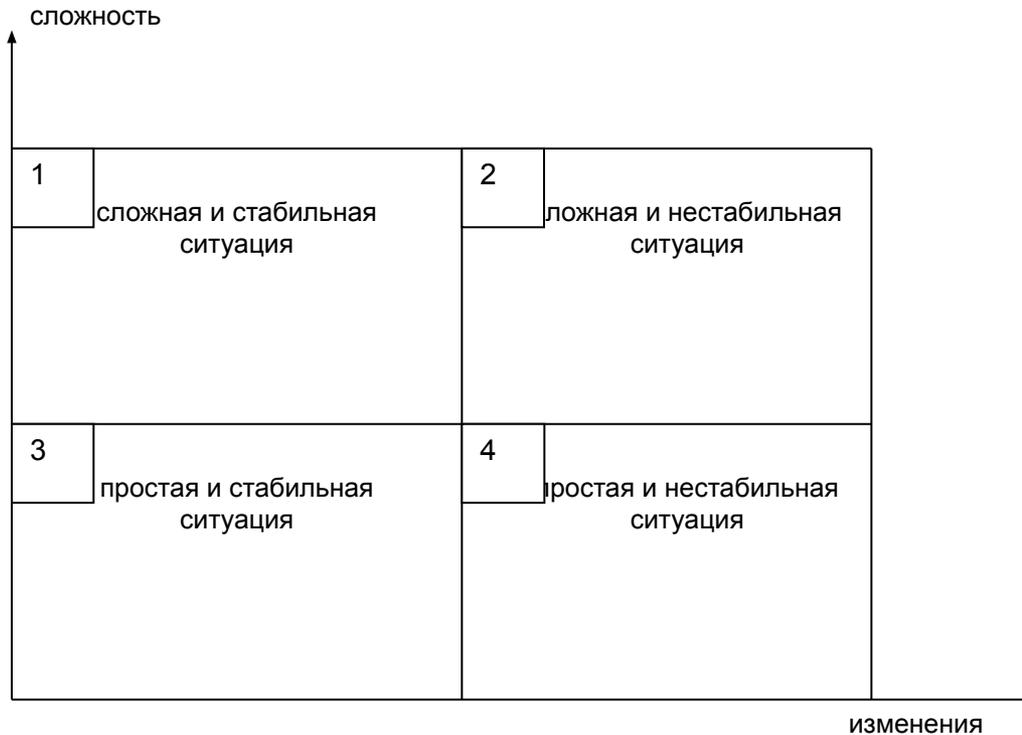 сложность
1
сложная и стабильная
ситуация
2
ложная и нестабильная
ситуация
3
простая и стабильная
ситуация
4
ростая и нестабильная
ситуация
изменения